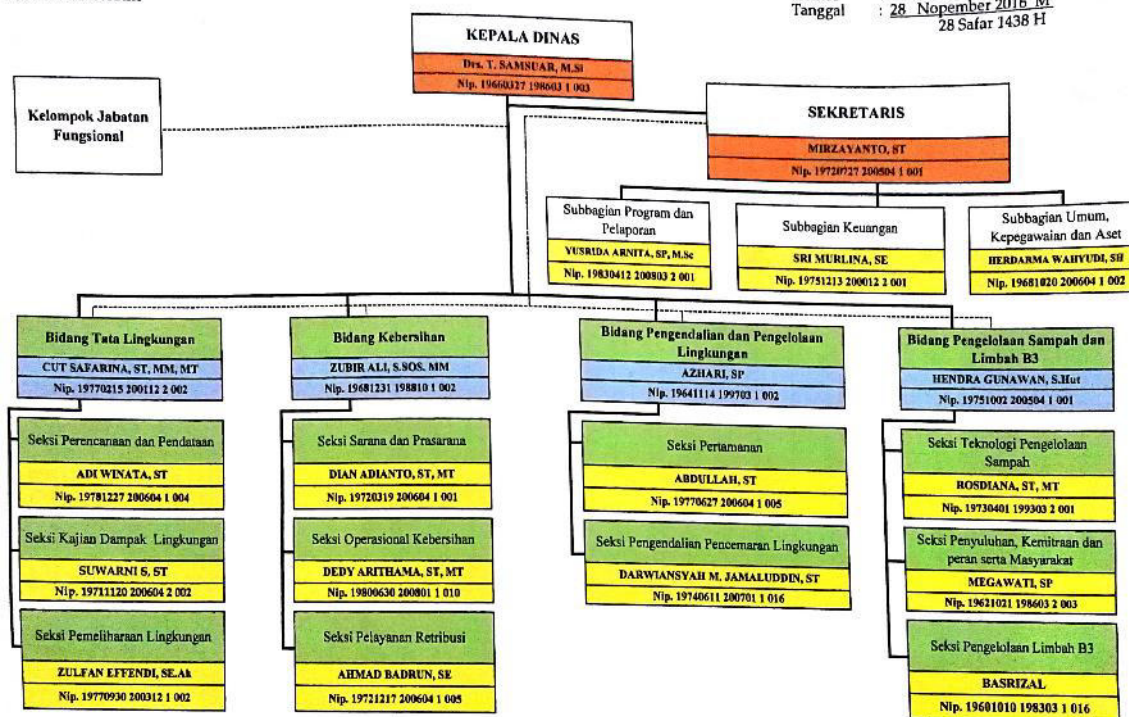 Tanggal : 28 Nopember 2016 M
28 Safar 1438 H
KEPALA DINAS
Drs. T. SAMSUAR, M.Si
Nip. 19660327 198603 1 003
Kelompok Jabatan
Fungsional
SEKRETARIS
MIRZAYANTO, ST
Nip. 19720727 200504 1 001
Subbagian Program dan
Pelaporan
YUSRIDA ARNITA, SP, M.Sc
Nip. 19830412 200803 2 001
Subbagian Keuangan
SRI MURLINA, SE
Nip. 19751213 200012 2 001
Subbagian Umum,
Kepegawaian dan Aset
HERDARMA WAHYUDI, SH
Nip. 19681020 200604 1 002
Bidang Tata Lingkungan
CUT SAFARINA, ST, MM, MT
Nip. 19770215 200112 2 002
Seksi Perencanaan dan Pendataan
ADI WINATA, ST
Nip. 19781227 200604 1 004
Seksi Kajian Dampak Lingkungan
SUWARNI S, ST
Nip. 19711120 200604 2 002
Seksi Pemeliharaan Lingkungan
ZULFAN EFFENDI, SE.Ak
Nip. 19770930 200312 1 002
Bidang Kebersihan
ZUBIR ALI, S.SOS. MM
Nip. 19681231 198810 1 002
Seksi Sarana dan Prasarana
DIAN ADIANTO, ST, MT
Nip. 19720319 200604 1 001
Seksi Operasional Kebersihan
DEDY ARITHAMA, ST, MT
Nip. 19800630 200801 1 010
Seksi Pelayanan Retribusi
AHMAD BADRUN, SE
Nip. 19721217 200604 1 005
Bidang Pengendalian dan Pengelolaan
Lingkungan
AZHARI, SP
Nip. 19641114 199703 1 002
Seksi Pertamanan
ABDULLAH, ST
Nip. 19770627 200604 1 005
Seksi Pengendalian Pencemaran Lingkungan
DARWIANSYAH M. JAMALUDDIN, ST
Nip. 19740611 200701 1 016
Bidang Pengelolaan Sampah dan
Limbah B3
HENDRA GUNAWAN, S.Hut
Nip. 19751002 200504 1 001
Seksi Teknologi Pengelolaan
Sampah
ROSDIANA, ST, MT
Nip. 19730401 199303 2 001
Seksi Penyuluhan, Kemitraan dan
peran serta Masyarakat
MEGAWATI, SP
Nip. 19621021 198603 2 003
Seksi Pengelolaan Limbah B3
BASRIZAL
Nip. 19601010 198303 1 016